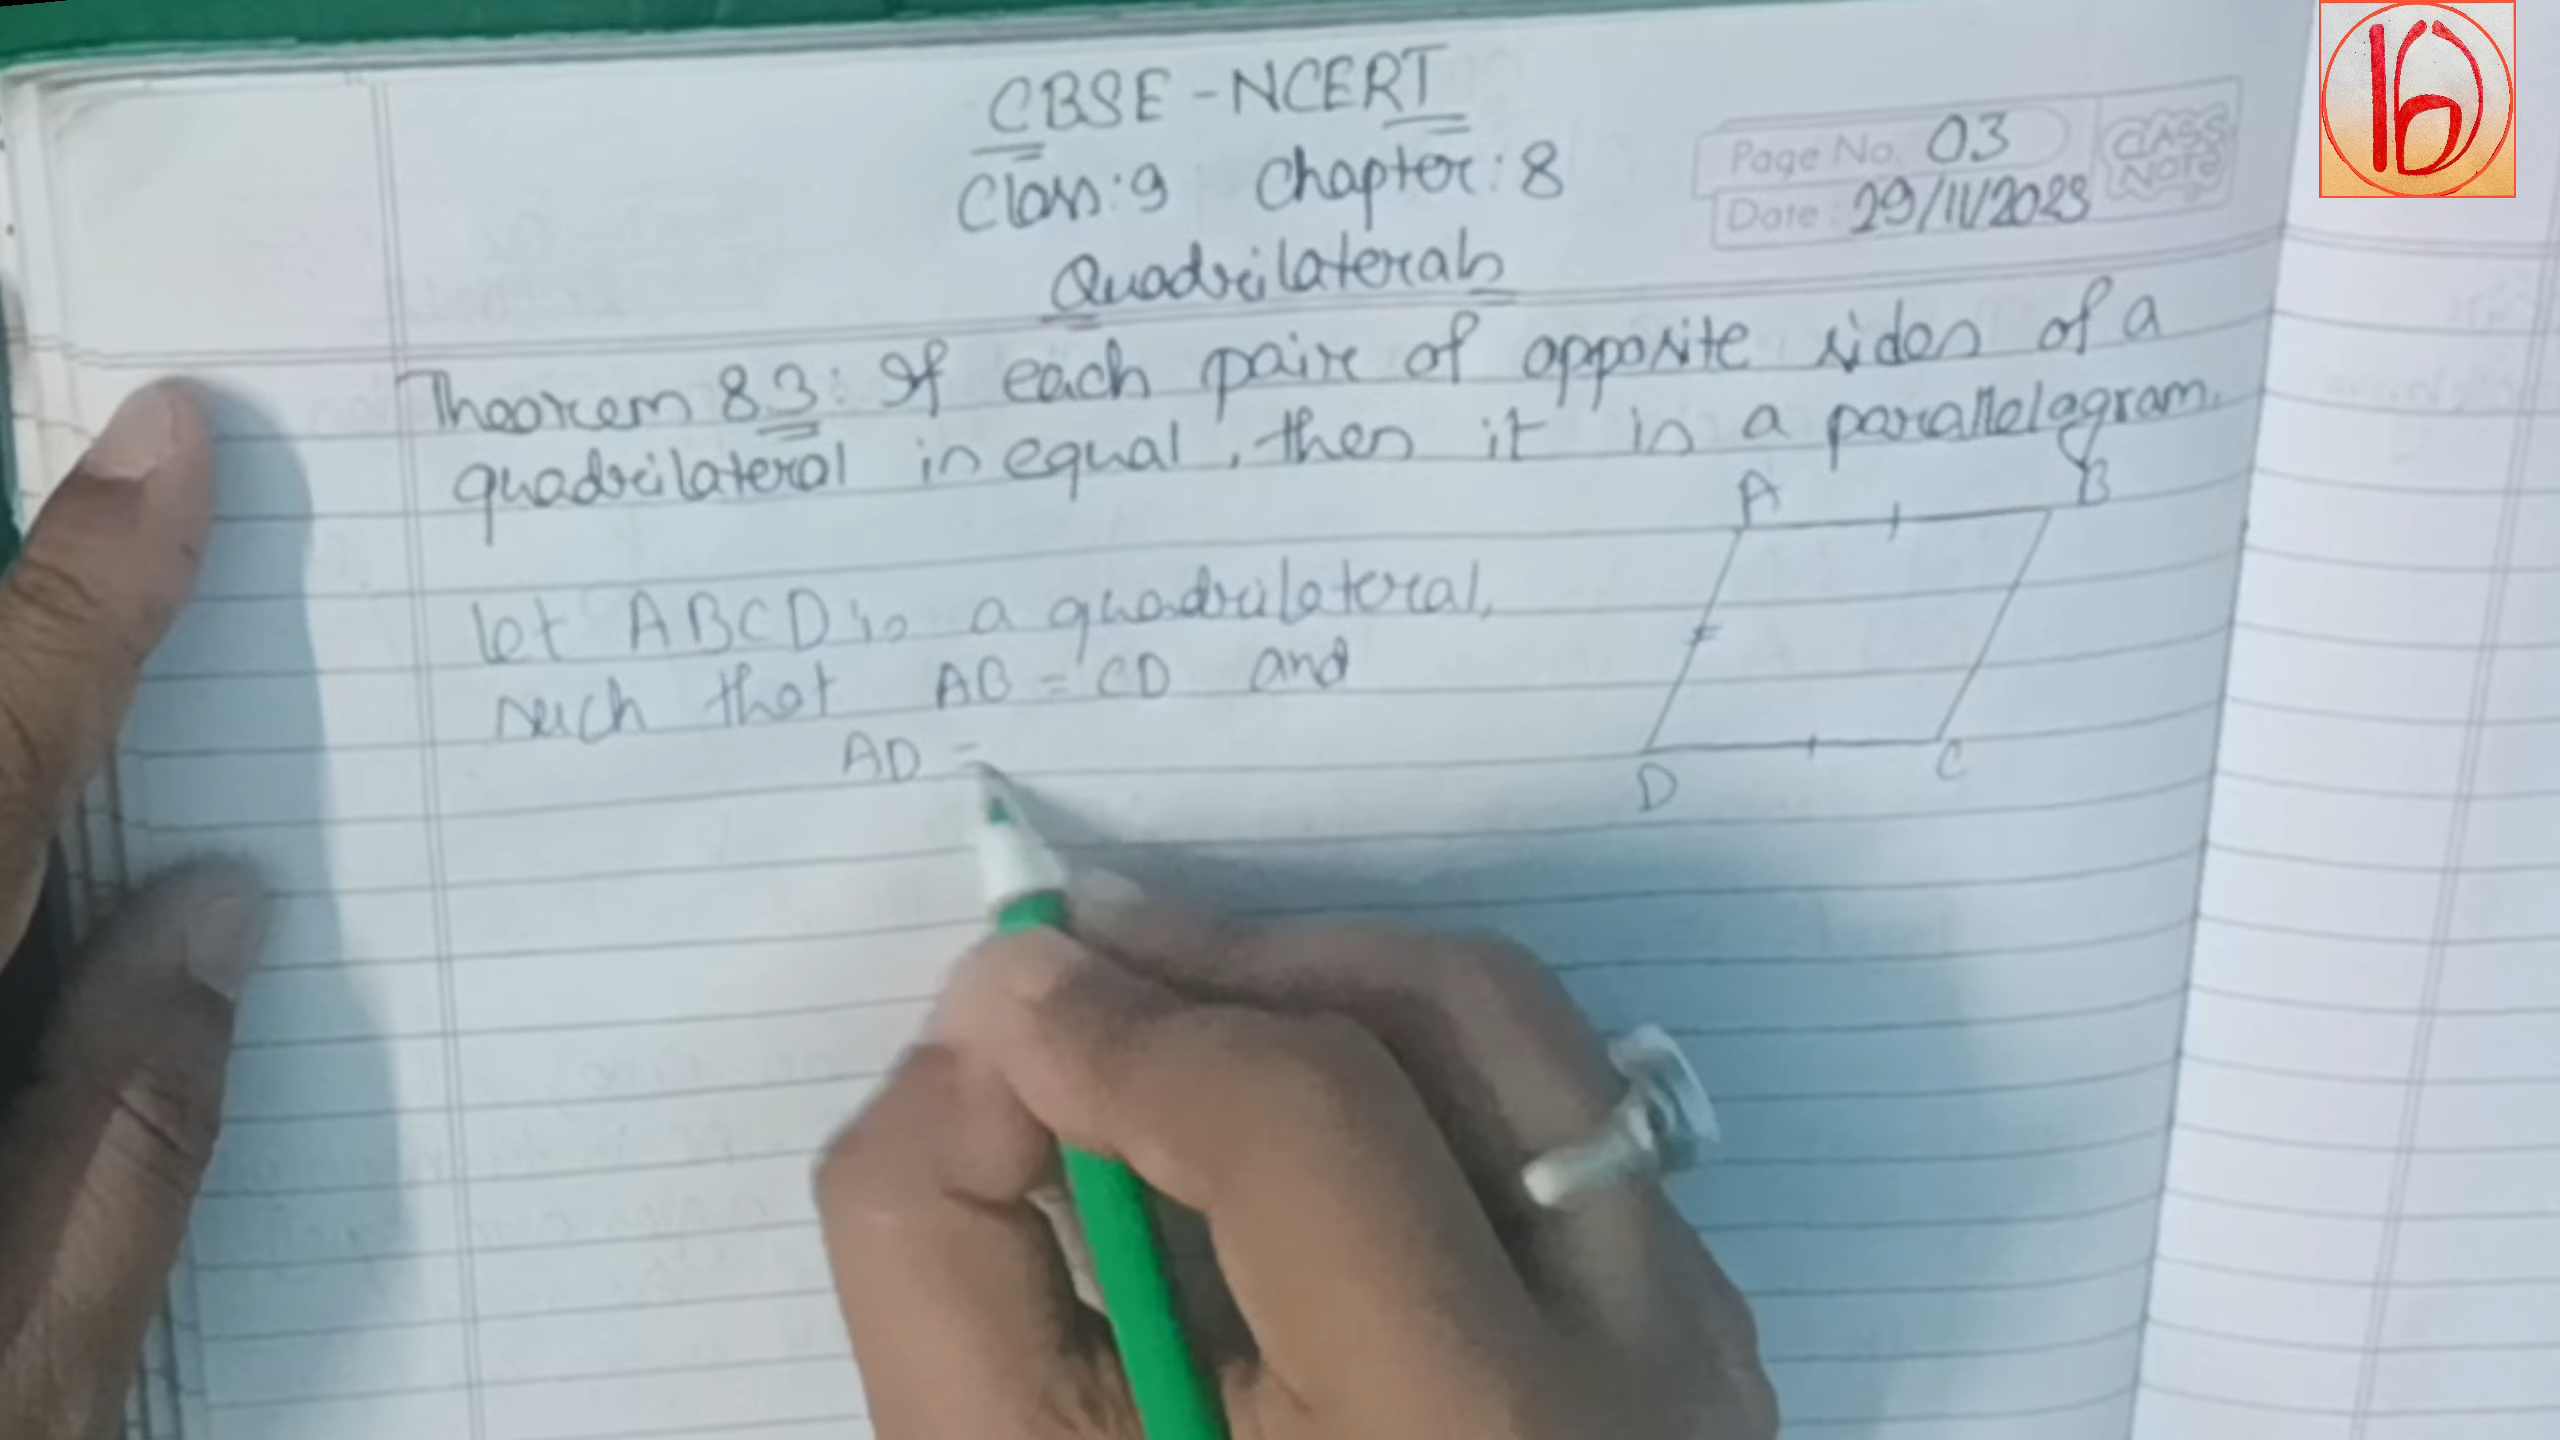 CBSE - NCERT
Class: 9 Chapter: 8
Quadrilaterals
Page No. 03
Date: 29/11/2023
CLASS NOTE
Theorem 8.3: If each pair of opposite sides of a
quadrilateral is equal, then it is a parallelogram.
let ABCD is a quadrilateral,
such that AB = CD and
AD =
A
B
D
C